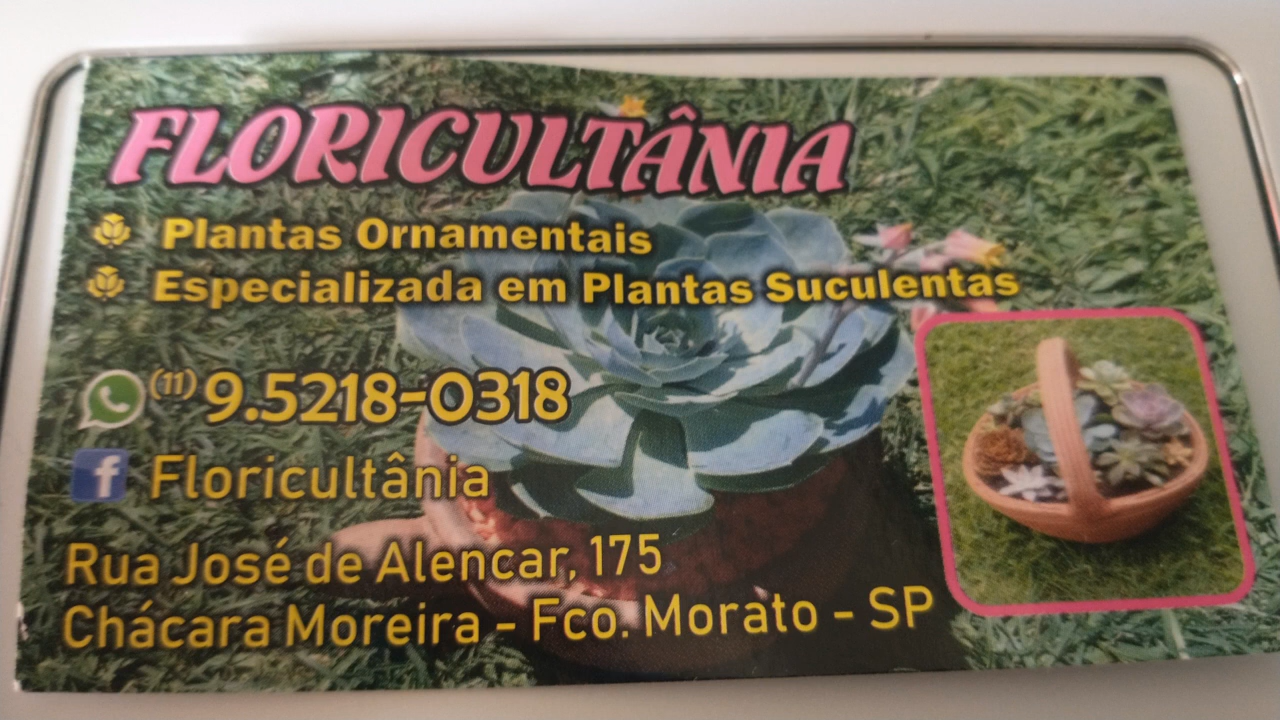 FLORICULTÂNIA
Plantas Ornamentais
Especializada em Plantas Suculentas
(11) 9.5218-0318
f Floricultânia
Rua José de Alencar, 175
Chácara Moreira - Fco. Morato - SP